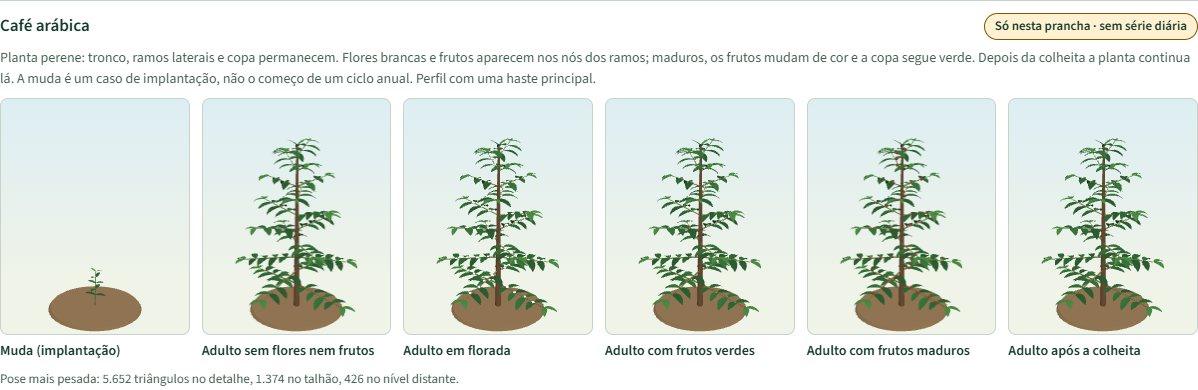 Café arábica
Só nesta prancha · sem série diária
Planta perene: tronco, ramos laterais e copa permanecem. Flores brancas e frutos aparecem nos nós dos ramos; maduros, os frutos mudam de cor e a copa segue verde. Depois da colheita a planta continua
lá. A muda é um caso de implantação, não o começo de um ciclo anual. Perfil com uma haste principal.
Muda (implantação)
Adulto sem flores nem frutos
Adulto em florada
Adulto com frutos verdes
Adulto com frutos maduros
Adulto após a colheita
Pose mais pesada: 5.652 triângulos no detalhe, 1.374 no talhão, 426 no nível distante.